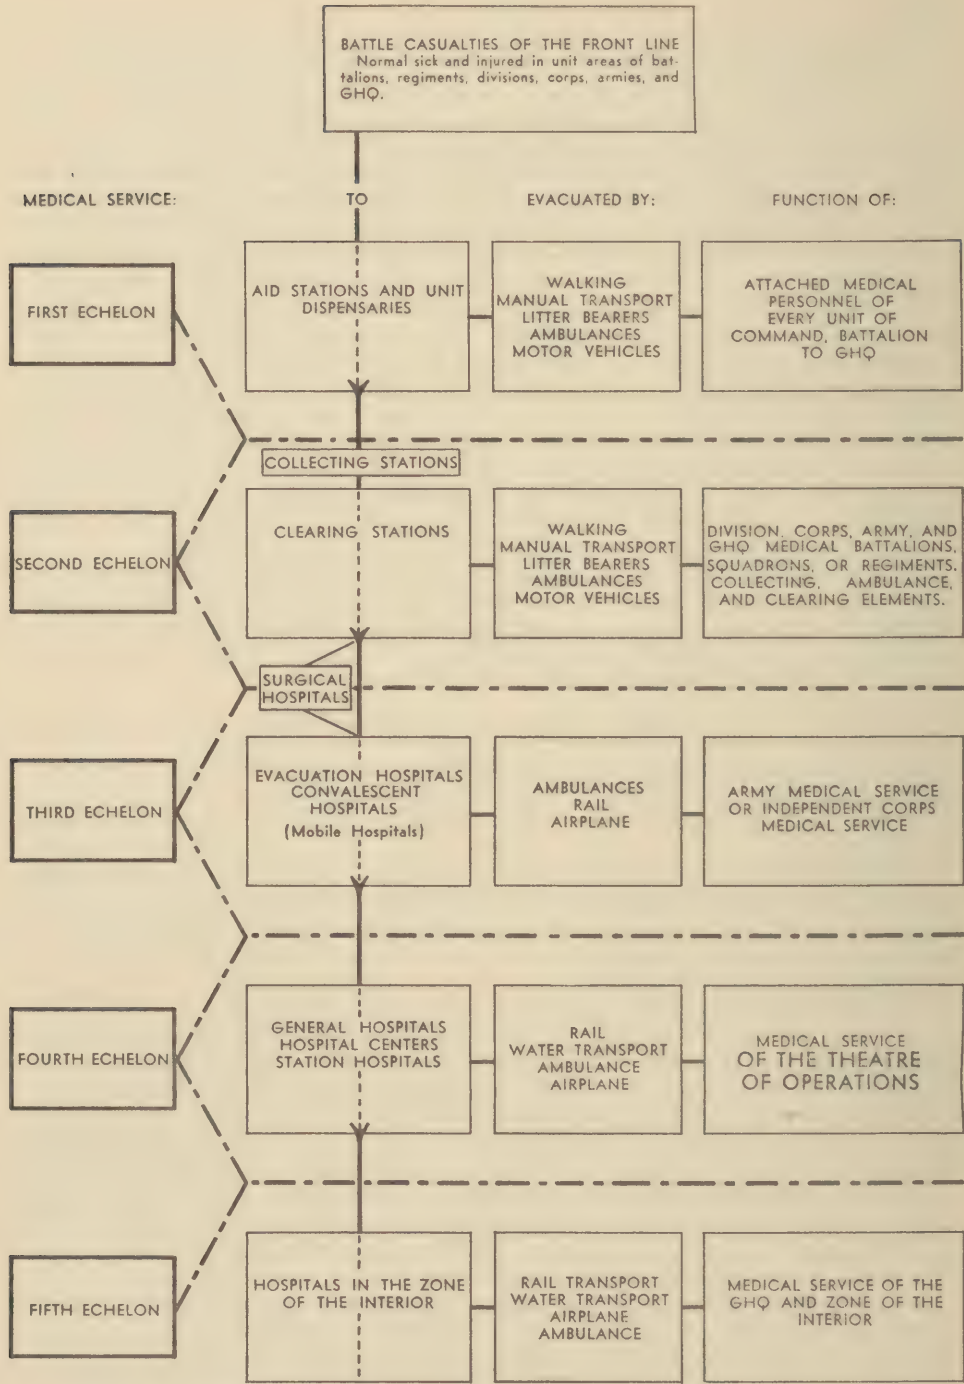 BATTLE CASUALTIES OF THE FRONT LINE
Normal sick and injured in unit areas of bat-
talions, regiments, divisions, corps, armies, and
GHQ.
MEDICAL SERVICE:
TO
EVACUATED BY:
FUNCTION OF:
FIRST ECHELON
AID STATIONS AND UNIT
DISPENSARIES
WALKING
MANUAL TRANSPORT
LITTER BEARERS
AMBULANCES
MOTOR VEHICLES
ATTACHED MEDICAL
PERSONNEL OF
EVERY UNIT OF
COMMAND, BATTALION
TO GHQ
COLLECTING STATIONS
SECOND ECHELON
CLEARING STATIONS
WALKING
MANUAL TRANSPORT
LITTER BEARERS
AMBULANCES
MOTOR VEHICLES
DIVISION, CORPS, ARMY, AND
GHQ MEDICAL BATTALIONS,
SQUADRONS, OR REGIMENTS.
COLLECTING, AMBULANCE,
AND CLEARING ELEMENTS.
SURGICAL
HOSPITALS
THIRD ECHELON
EVACUATION HOSPITALS
CONVALESCENT
HOSPITALS
(Mobile Hospitals)
AMBULANCES
RAIL
AIRPLANE
ARMY MEDICAL SERVICE
OR INDEPENDENT CORPS
MEDICAL SERVICE
FOURTH ECHELON
GENERAL HOSPITALS
HOSPITAL CENTERS
STATION HOSPITALS
RAIL
WATER TRANSPORT
AMBULANCE
AIRPLANE
MEDICAL SERVICE
OF THE THEATRE
OF OPERATIONS
FIFTH ECHELON
HOSPITALS IN THE ZONE
OF THE INTERIOR
RAIL TRANSPORT
WATER TRANSPORT
AIRPLANE
AMBULANCE
MEDICAL SERVICE OF THE
GHQ AND ZONE OF THE
INTERIOR